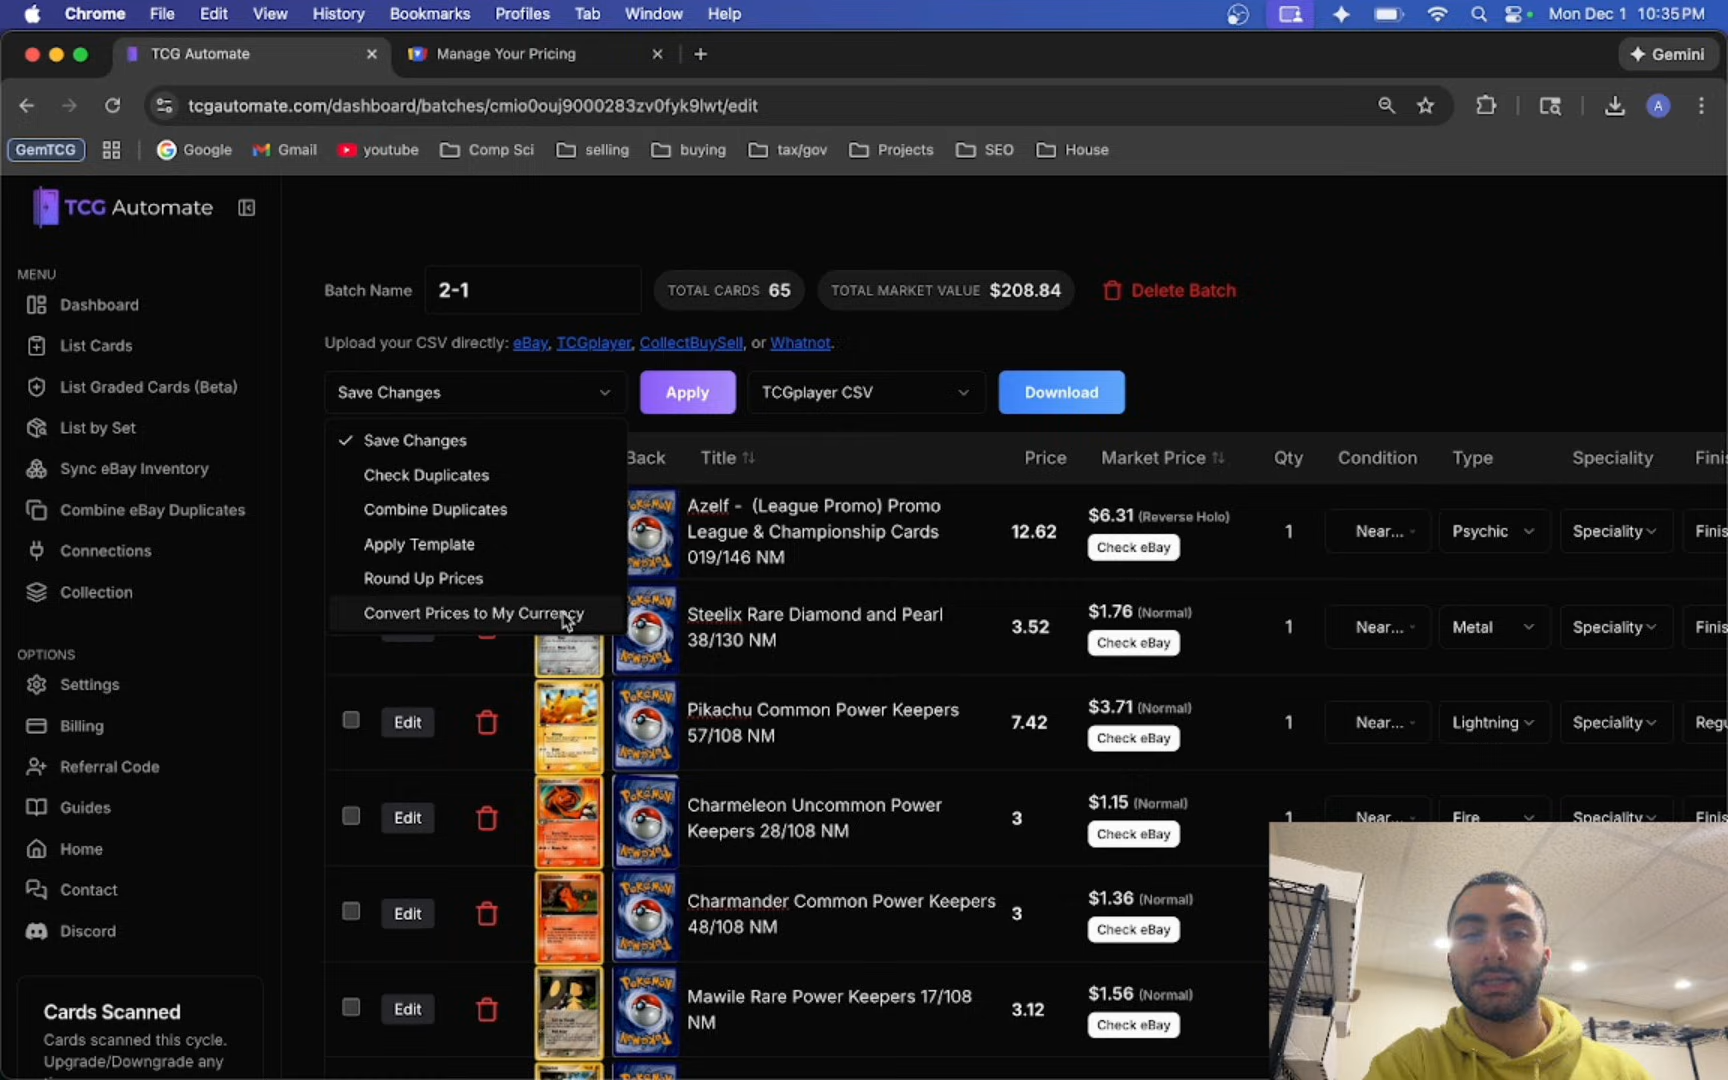 Chrome File Edit View History Bookmarks Profiles Tab Window Help Mon Dec 1 10:35 PM
TCG Automate Manage Your Pricing Gemini
tcgautomate.com/dashboard/batches/cmio0ouj9000283zv0fyk9lwt/edit A
GemTCG Google Gmail youtube Comp Sci selling buying tax/gov Projects SEO House
TCG Automate
MENU
Dashboard
List Cards
List Graded Cards (Beta)
List by Set
Sync eBay Inventory
Combine eBay Duplicates
Connections
Collection
OPTIONS
Settings
Billing
Referral Code
Guides
Home
Contact
Discord
Cards Scanned
Cards scanned this cycle.
Upgrade/Downgrade any
Batch Name 2-1 TOTAL CARDS 65 TOTAL MARKET VALUE $208.84 Delete Batch
Upload your CSV directly: eBay, TCGplayer, CollectBuySell, or Whatnot.
Save Changes Apply TCGplayer CSV Download
Save Changes
Check Duplicates
Combine Duplicates
Apply Template
Round Up Prices
Convert Prices to My Currency
Back Title Price Market Price Qty Condition Type Speciality Fini
Azelf - (League Promo) Promo
League & Championship Cards
019/146 NM
12.62 $6.31 (Reverse Holo) 1 Near... Psychic Speciality Finis
Check eBay
Steelix Rare Diamond and Pearl
38/130 NM
3.52 $1.76 (Normal) 1 Near... Metal Speciality Finis
Check eBay
Edit Pikachu Common Power Keepers
57/108 NM
7.42 $3.71 (Normal) 1 Near... Lightning Speciality Regu
Check eBay
Edit Charmeleon Uncommon Power
Keepers 28/108 NM
3 $1.15 (Normal) 1 Near... Fire Speciality Finis
Check eBay
Edit Charmander Common Power Keepers
48/108 NM
3 $1.36 (Normal)
Check eBay
Edit Mawile Rare Power Keepers 17/108
NM
3.12 $1.56 (Normal)
Check eBay